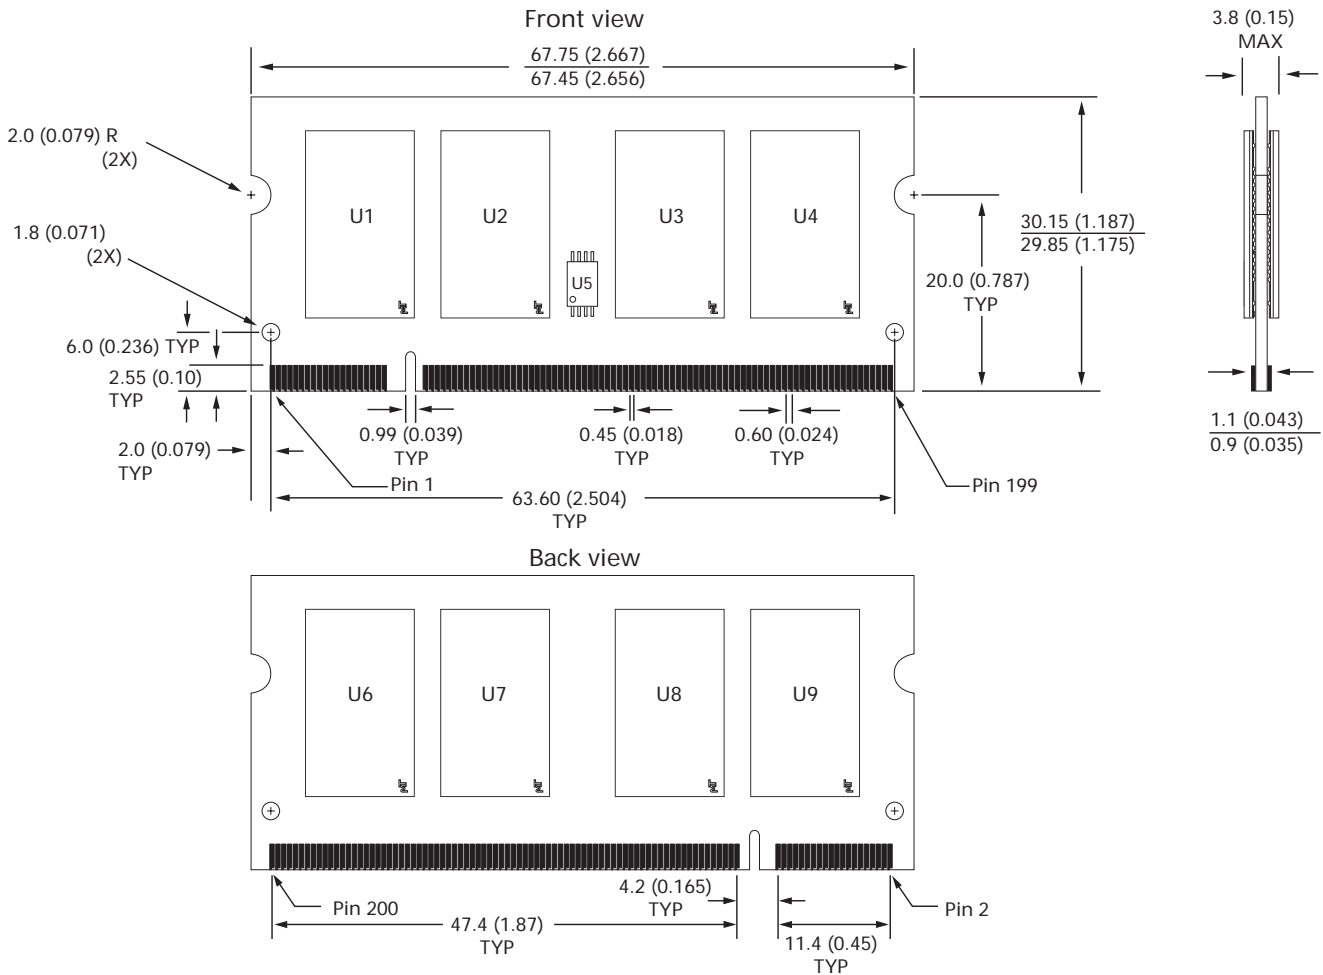 Front view
3.8 (0.15)
MAX
67.75 (2.667)
67.45 (2.656)
2.0 (0.079) R
(2X)
U1
U2
U3
U4
30.15 (1.187)
29.85 (1.175)
1.8 (0.071)
(2X)
U5
20.0 (0.787)
TYP
6.0 (0.236) TYP
2.55 (0.10)
TYP
1.1 (0.043)
0.9 (0.035)
0.99 (0.039)
TYP
0.45 (0.018)
TYP
0.60 (0.024)
TYP
2.0 (0.079)
TYP
Pin 1
Pin 199
63.60 (2.504)
TYP
Back view
U6
U7
U8
U9
4.2 (0.165)
TYP
Pin 200
Pin 2
47.4 (1.87)
TYP
11.4 (0.45)
TYP